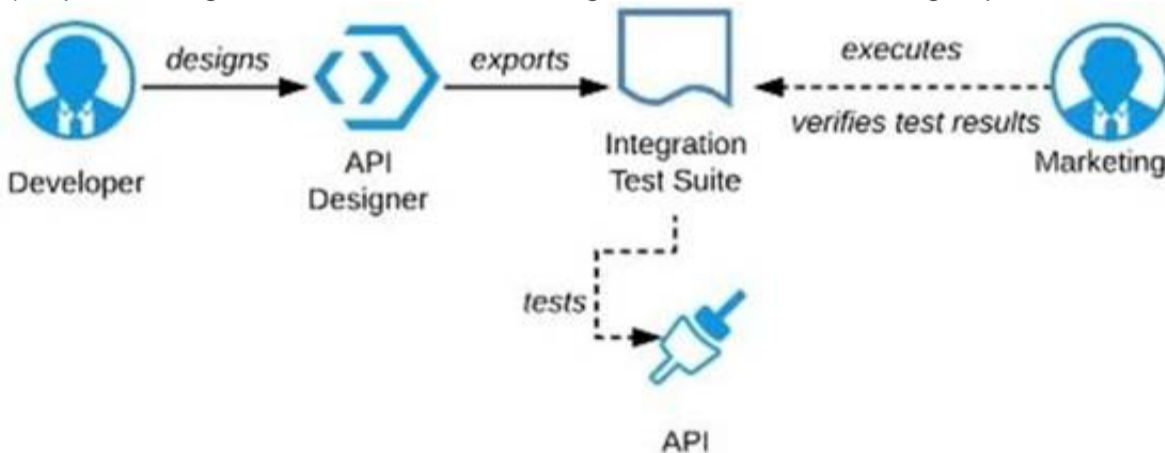 designs
exports
executes
verifies test results
Developer
API
Designer
Integration
Test Suite
Marketing
tests
API